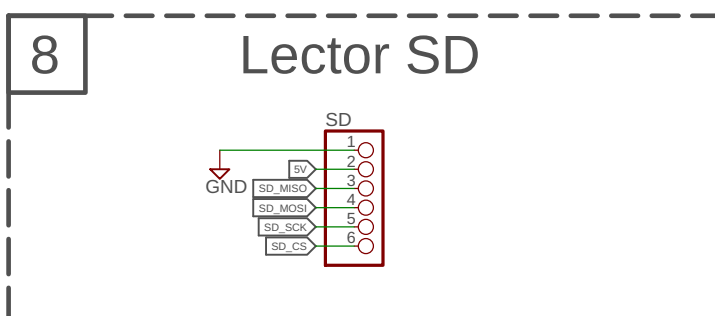 8
Lector SD
SD
1
5V 2
GND SD_MISO 3
SD_MOSI 4
SD_SCK 5
SD_CS 6